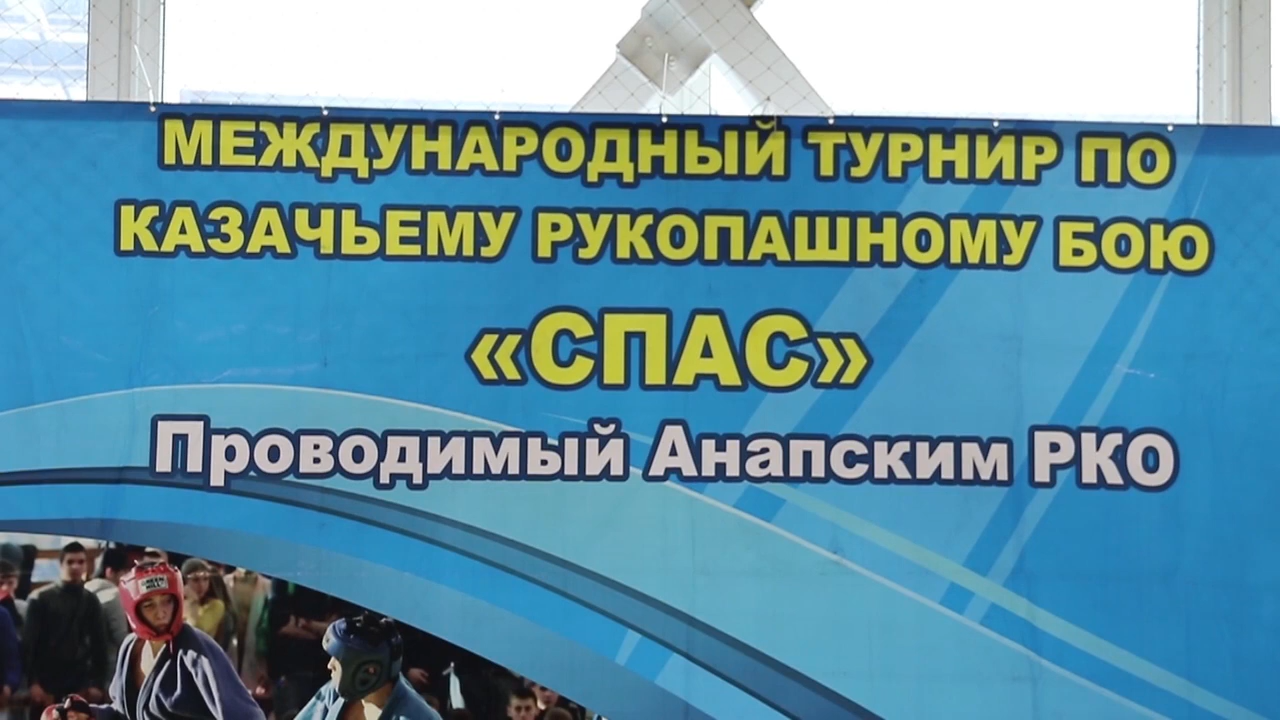 МЕЖДУНАРОДНЫЙ ТУРНИР ПО
КАЗАЧЬЕМУ РУКОПАШНОМУ БОЮ
«СПАС»
Проводимый Анапским РКО